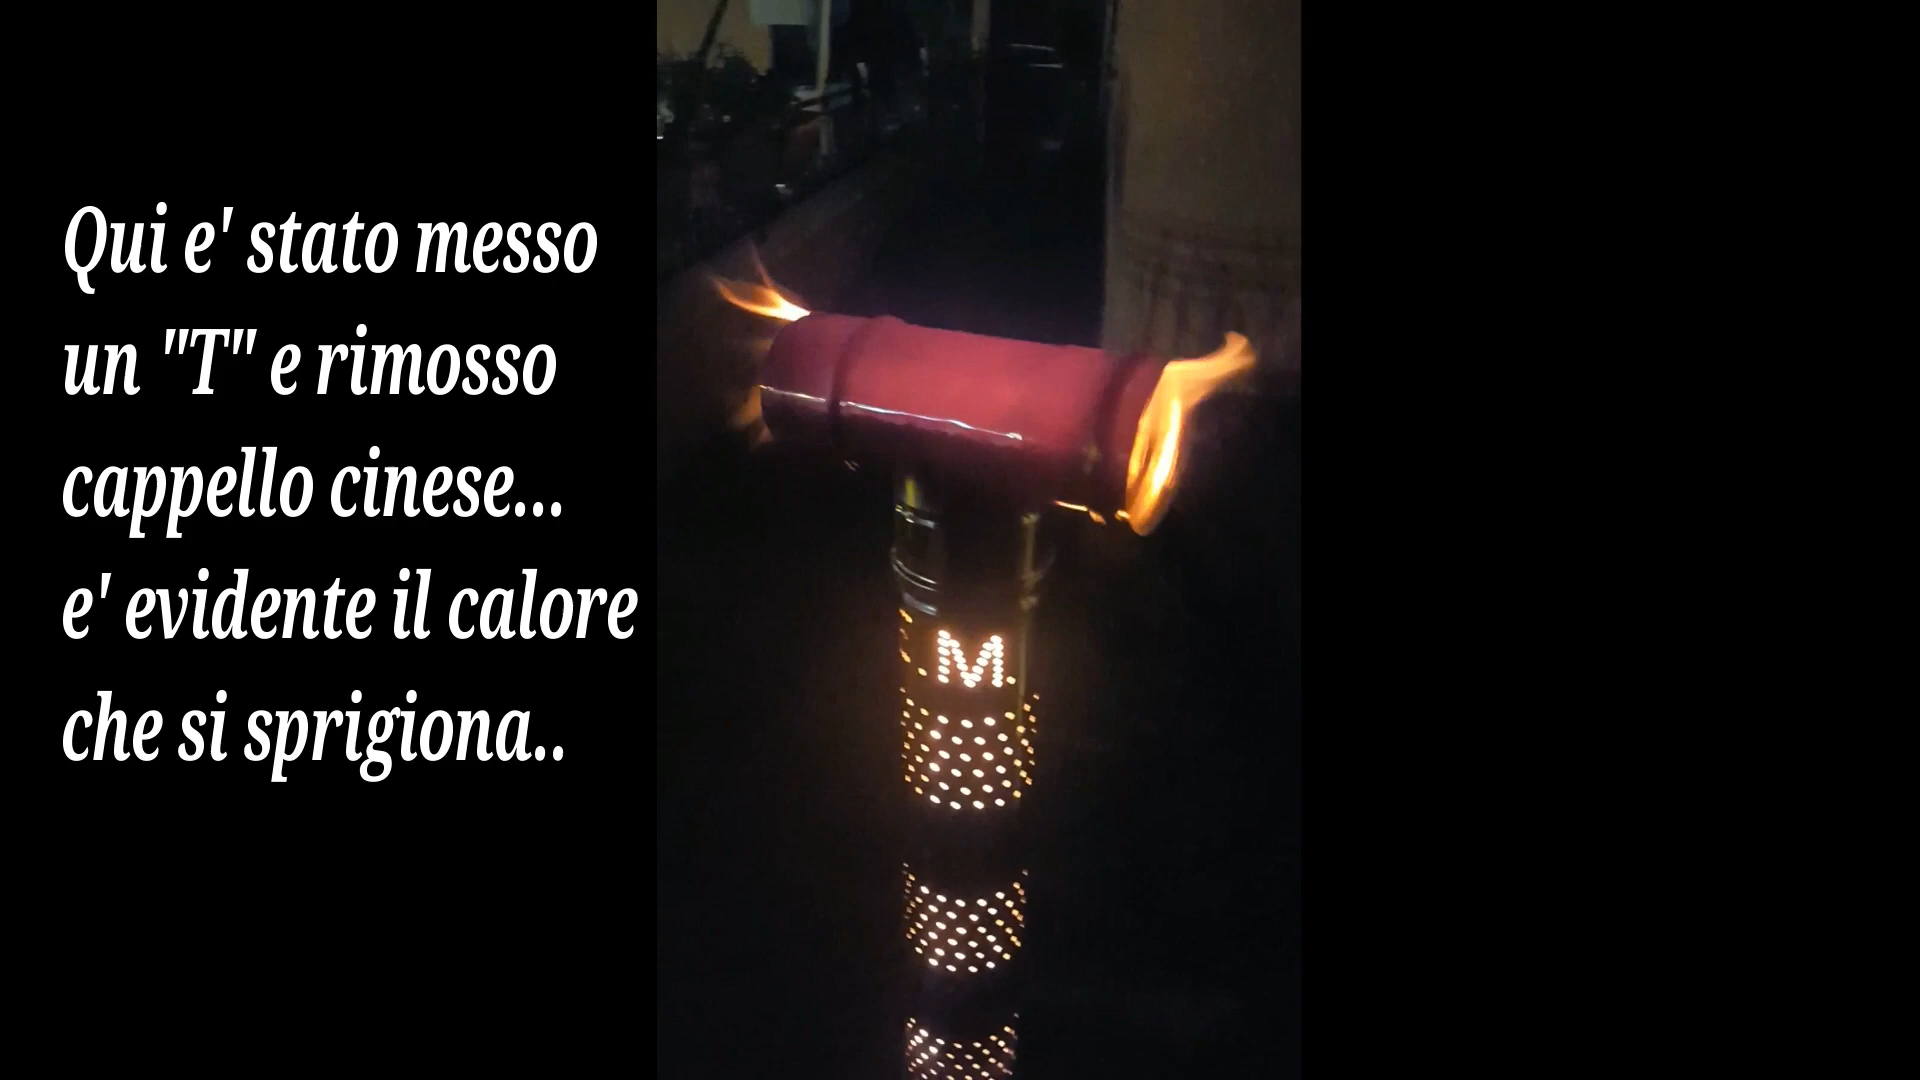 Qui e' stato messo
un "T" e rimosso
cappello cinese...
e' evidente il calore
che si sprigiona..
M